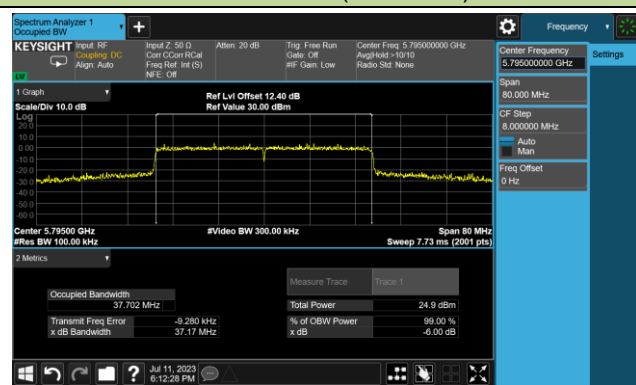 Spectrum Analyzer 1
Occupied BW
Frequency
KEYSIGHT
Input: RF
Coupling: DC
Align: Auto
Input Z: 50 Ω
Corr CCorr RCal
Freq Ref: Int (S)
NFE: Off
Atten: 20 dB
Trig: Free Run
Gate: Off
#IF Gain: Low
Center Freq: 5.795000000 GHz
Avg|Hold:>10/10
Radio Std: None
LW
Center Frequency
5.795000000 GHz
Settings
Span
80.000 MHz
CF Step
8.000000 MHz
Auto
Man
Freq Offset
0 Hz
1 Graph
Scale/Div 10.0 dB
Ref Lvl Offset 12.40 dB
Ref Value 30.00 dBm
Log
20.0
10.0
0.00
-10.0
-20.0
-30.0
-40.0
-50.0
-60.0
Center 5.79500 GHz
#Res BW 100.00 kHz
#Video BW 300.00 kHz
Span 80 MHz
Sweep 7.73 ms (2001 pts)
2 Metrics
Measure Trace
Trace 1
Occupied Bandwidth
37.702 MHz
Total Power
24.9 dBm
Transmit Freq Error
-9.280 kHz
% of OBW Power
99.00 %
x dB Bandwidth
37.17 MHz
x dB
-6.00 dB
?
Jul 11, 2023
6:12:28 PM